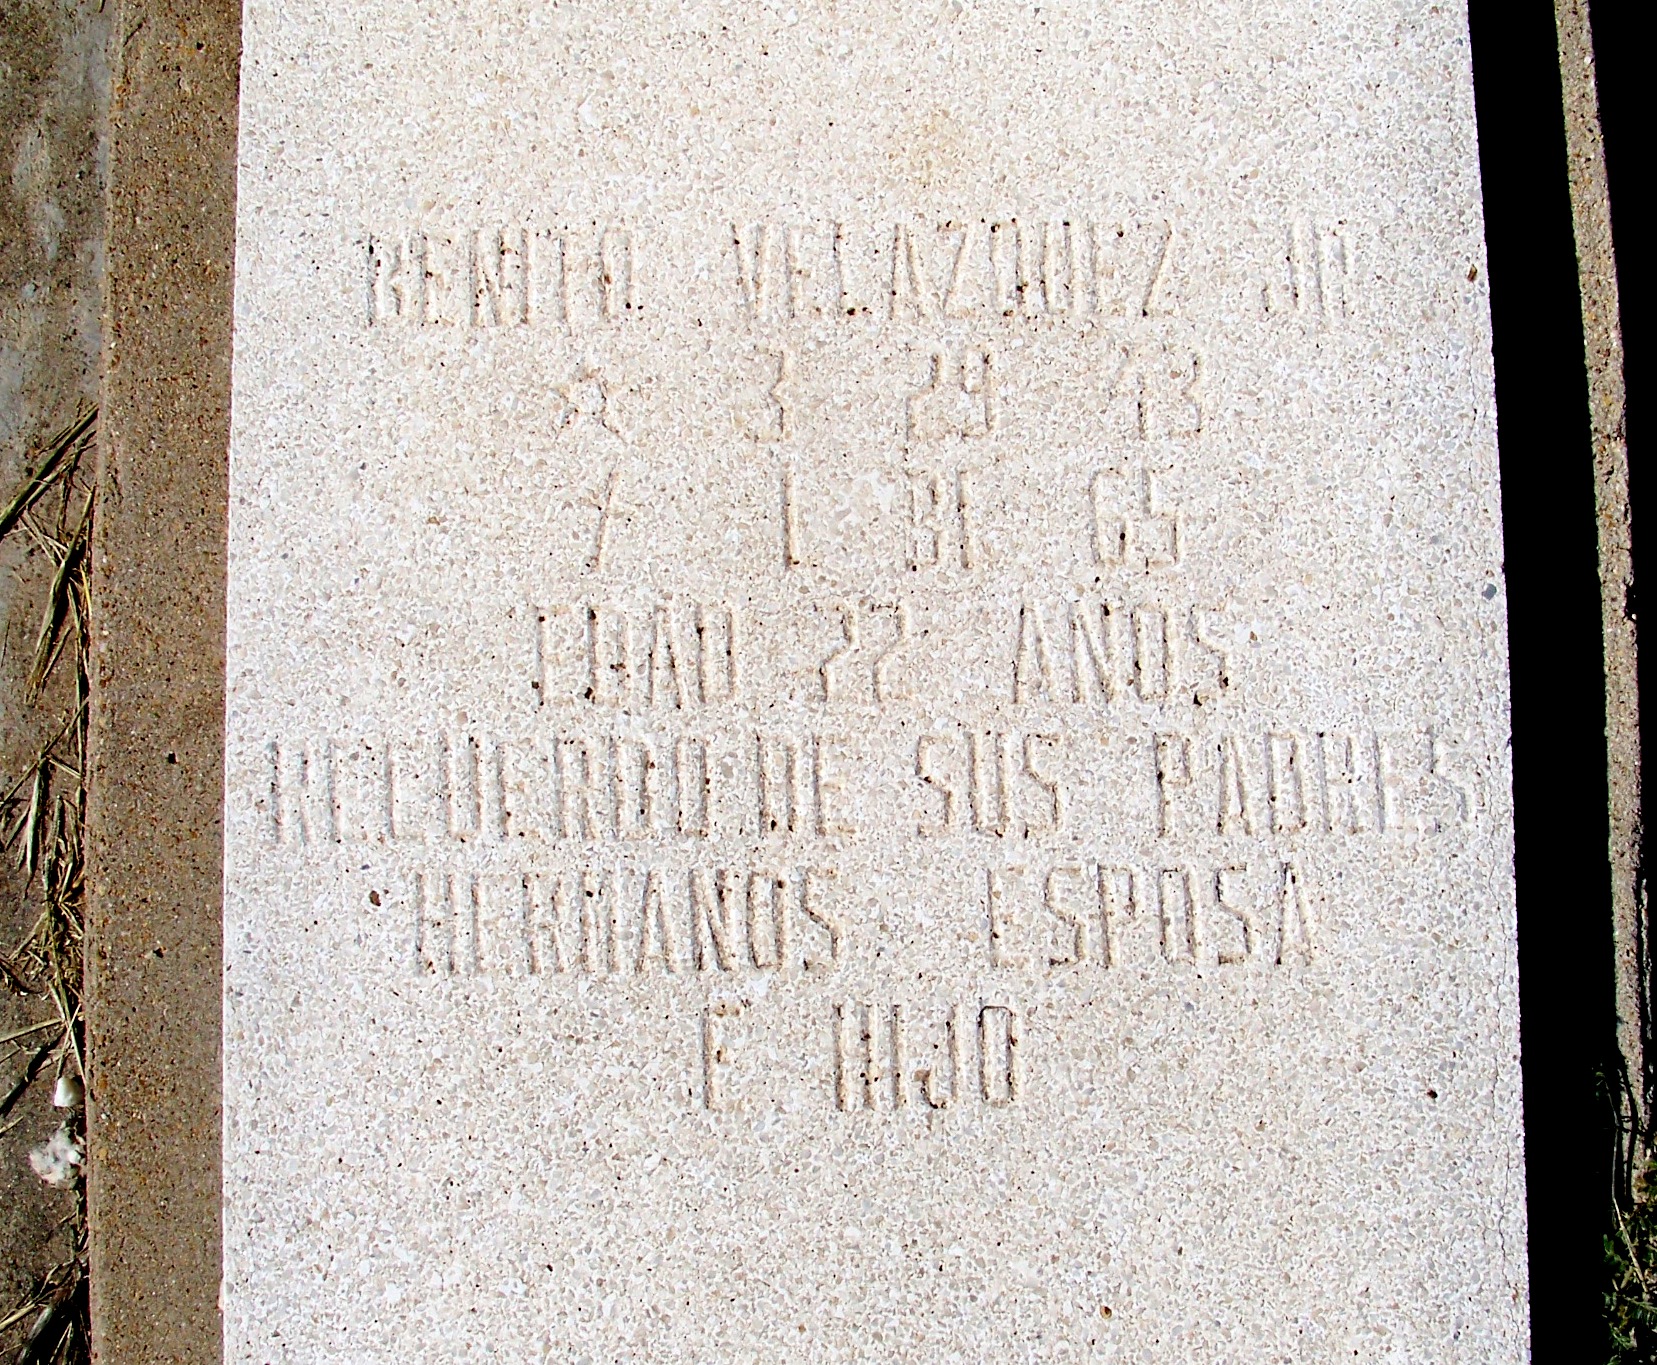 BENITO VELAZQUEZ JR
☆ 3 29 43
† 1 31 65
EDAD 22 ANOS
RECUERDO DE SUS PADRES
HERMANOS ESPOSA
E HIJO